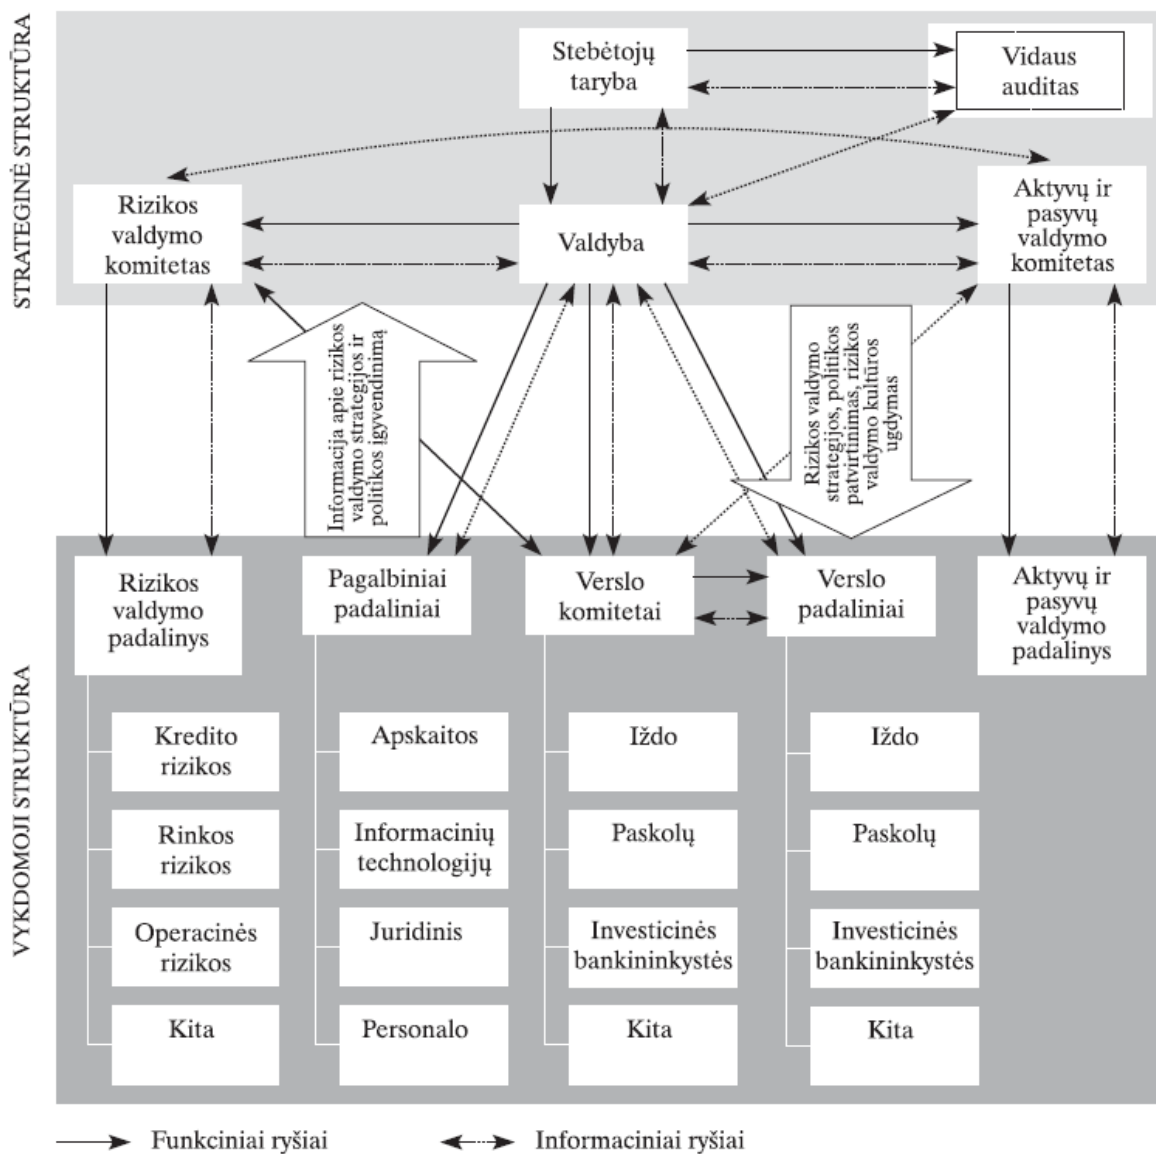 STRATEGINĖ STRUKTŪRA
Stebėtojų
taryba
Vidaus
auditas
Rizikos
valdymo
komitetas
Valdyba
Aktyvų ir
pasyvų
valdymo
komitetas
Informacija apie rizikos
valdymo strategijos ir
politikos įgyvendinimą
Rizikos valdymo
strategijos, politikos
patvirtinimas, rizikos
valdymo kultūros
ugdymas
VYKDOMOJI STRUKTŪRA
Rizikos
valdymo
padalinys
Pagalbiniai
padaliniai
Verslo
komitetai
Verslo
padaliniai
Aktyvų ir
pasyvų
valdymo
padalinys
Kredito
rizikos
Apskaitos
Iždo
Iždo
Rinkos
rizikos
Informacinių
technologijų
Paskolų
Paskolų
Operacinės
rizikos
Juridinis
Investicinės
bankininkystės
Investicinės
bankininkystės
Kita
Personalo
Kita
Kita
Funkciniai ryšiai
Informaciniai ryšiai